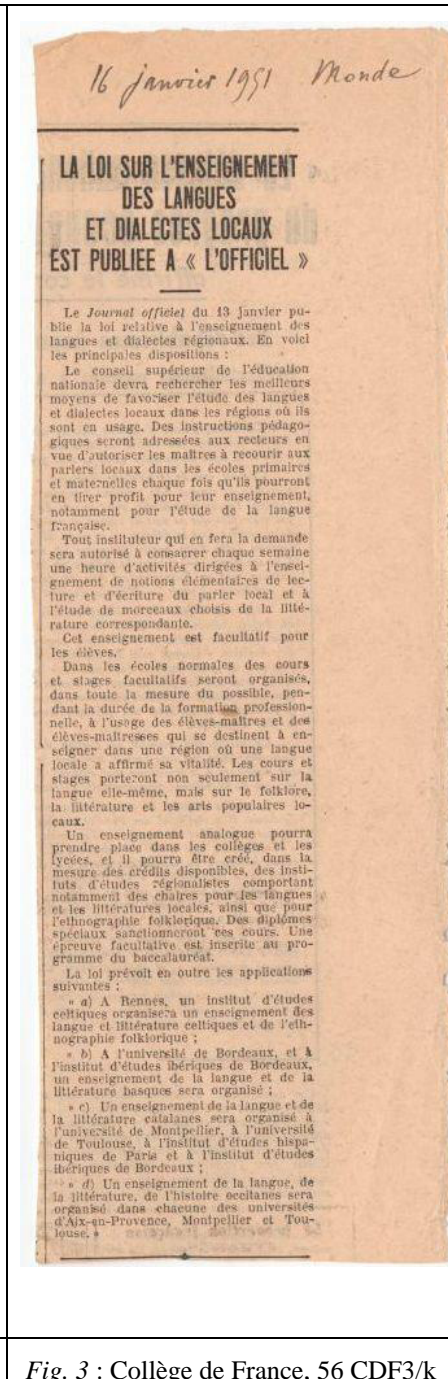 16 janvier 1951 Monde
LA LOI SUR L'ENSEIGNEMENT
DES LANGUES
ET DIALECTES LOCAUX
EST PUBLIEE A « L'OFFICIEL »
Le Journal officiel du 13 janvier pu-
blie la loi relative à l'enseignement des
langues et dialectes régionaux. En voici
les principales dispositions :
Le conseil supérieur de l'éducation
nationale devra rechercher les meilleurs
moyens de favoriser l'étude des langues
et dialectes locaux dans les régions où ils
sont en usage. Des instructions pédago-
giques seront adressées aux recteurs en
vue d'autoriser les maîtres à recourir aux
parlers locaux dans les écoles primaires
et maternelles chaque fois qu'ils pourront
en tirer profit pour leur enseignement,
notamment pour l'étude de la langue
française.
Tout instituteur qui en fera la demande
sera autorisé à consacrer chaque semaine
une heure d'activités dirigées à l'ensei-
gnement de notions élémentaires de lec-
ture et d'écriture du parler local et à
l'étude de morceaux choisis de la litté-
rature correspondante.
Cet enseignement est facultatif pour
les élèves.
Dans les écoles normales des cours
et stages facultatifs seront organisés,
dans toute la mesure du possible, pen-
dant la durée de la formation profession-
nelle, à l'usage des élèves-maîtres et des
élèves-maîtresses qui se destinent à en-
seigner dans une région où une langue
locale a affirmé sa vitalité. Les cours et
stages porteront non seulement sur la
langue elle-même, mais sur le folklore,
la littérature et les arts populaires lo-
caux.
Un enseignement analogue pourra
prendre place dans les collèges et les
lycées, et il pourra être créé, dans la
mesure des crédits disponibles, des insti-
tuts d'études régionalistes comportant
notamment des chaires pour les langues
et les littératures locales, ainsi que pour
l'ethnographie folklorique. Des diplômes
spéciaux sanctionneront ces cours. Une
épreuve facultative est inscrite au pro-
gramme du baccalauréat.
La loi prévoit en outre les applications
suivantes :
« a) A Rennes, un institut d'études
celtiques organisera un enseignement des
langue et littérature celtiques et de l'eth-
nographie folklorique ;
» b) A l'université de Bordeaux, et à
l'institut d'études ibériques de Bordeaux,
un enseignement de la langue et de la
littérature basques sera organisé ;
» c) Un enseignement de la langue et de
la littérature catalanes sera organisé à
l'université de Montpellier, à l'université
de Toulouse, à l'institut d'études hispa-
niques de Paris et à l'institut d'études
ibériques de Bordeaux ;
» d) Un enseignement de la langue, de
la littérature, de l'histoire occitanes sera
organisé dans chacune des universités
d'Aix-en-Provence, Montpellier et Tou-
louse. »
Fig. 3 : Collège de France, 56 CDF3/k